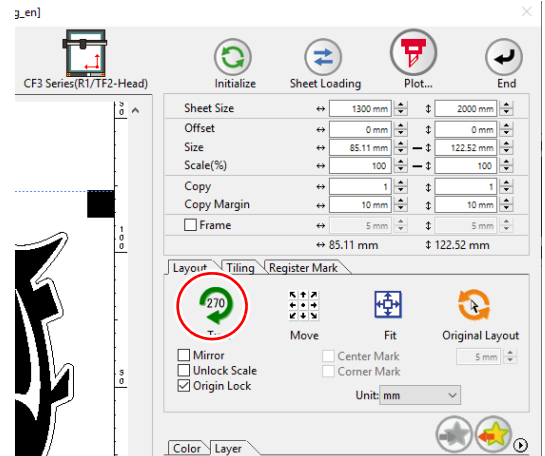 g_en]
CF3 Series(R1/TF2-Head)
Initialize
Sheet Loading
Plot...
End
Sheet Size 1300 mm 2000 mm
Offset 0 mm 0 mm
Size 85.11 mm 122.52 mm
Scale(%) 100 100
Copy 1 1
Copy Margin 10 mm 10 mm
Frame 5 mm 5 mm
85.11 mm 122.52 mm
Layout Tiling Register Mark
270
Move
Fit
Original Layout
Mirror
Unlock Scale
Origin Lock
Center Mark
Corner Mark
5 mm
Unit: mm
Color Layer
5 0
1 0 0
5 0